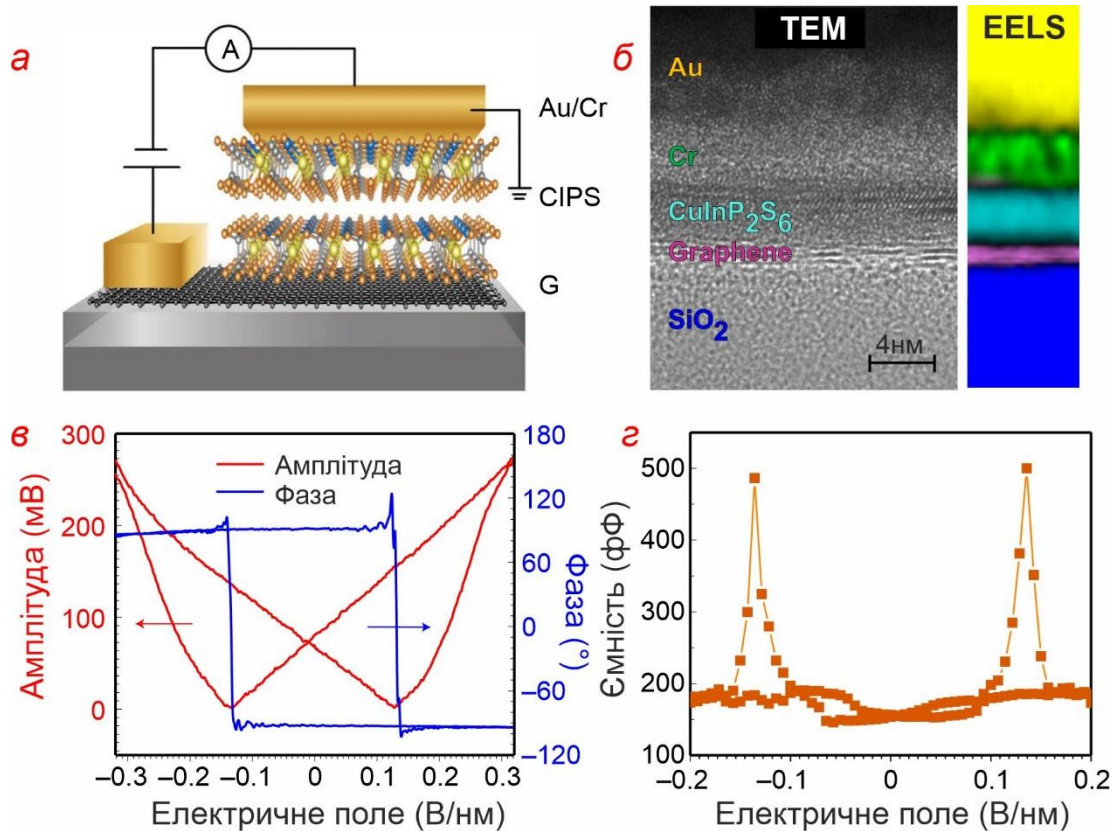 а
A
Au/Cr
CIPS
G
б
TEM
EELS
Au
Cr
CuInP₂S₆
Graphene
SiO₂
4нм
в
Амплітуда (мВ)
300
200
100
0
Амплітуда
Фаза
180
120
60
0
–60
–120
Фаза (°)
–0.3 –0.2 –0.1 0 0.1 0.2 0.3
Електричне поле (В/нм)
г
Ємність (фФ)
500
400
300
200
100
–0.2 –0.1 0 0.1 0.2
Електричне поле (В/нм)